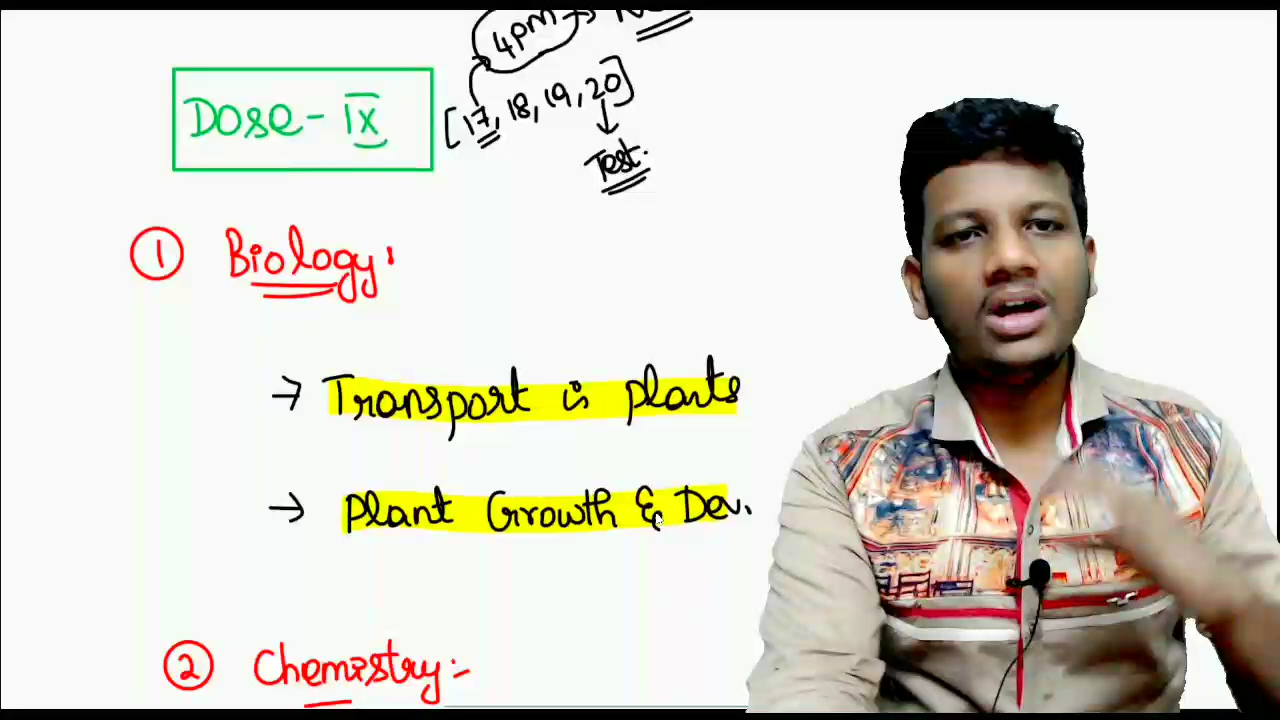 4pm →
Dose - IX
[17, 18, 19, 20]
Test.
① Biology:
→ Transport in plants
→ Plant Growth & Dev.
② Chemistry:-